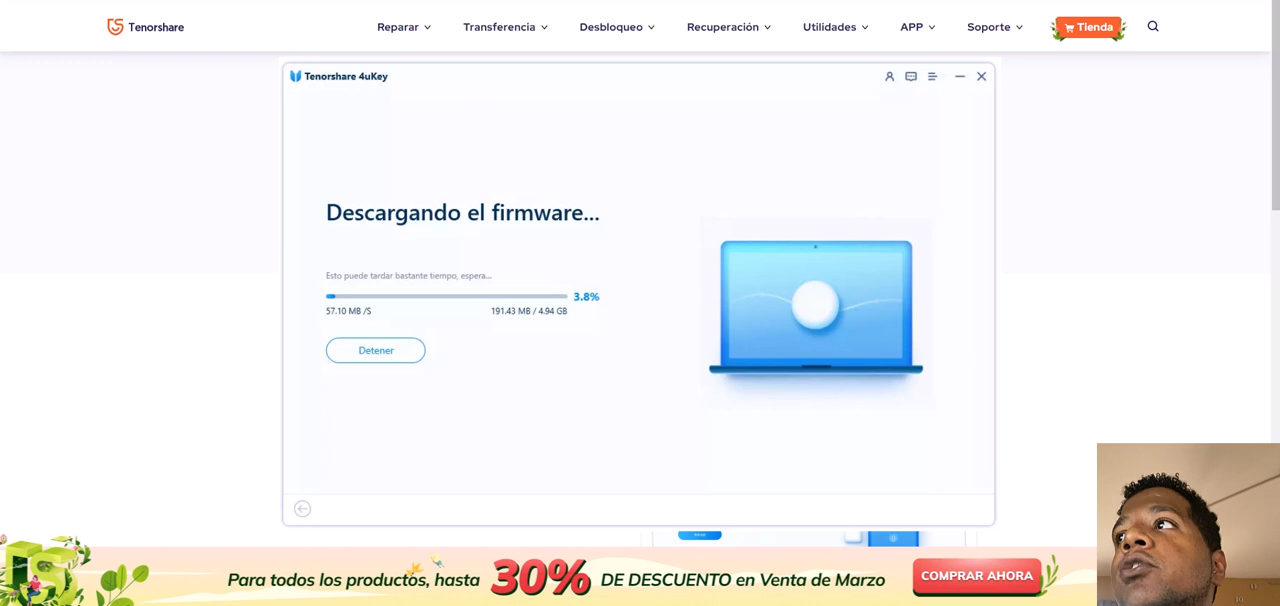 Tenorshare
Reparar
Transferencia
Desbloqueo
Recuperación
Utilidades
APP
Soporte
Tienda
Tenorshare 4uKey
Descargando el firmware...
Esto puede tardar bastante tiempo, espera...
3.8%
57.10 MB /S
191.43 MB / 4.94 GB
Detener
Para todos los productos, hasta 30% DE DESCUENTO en Venta de Marzo
COMPRAR AHORA